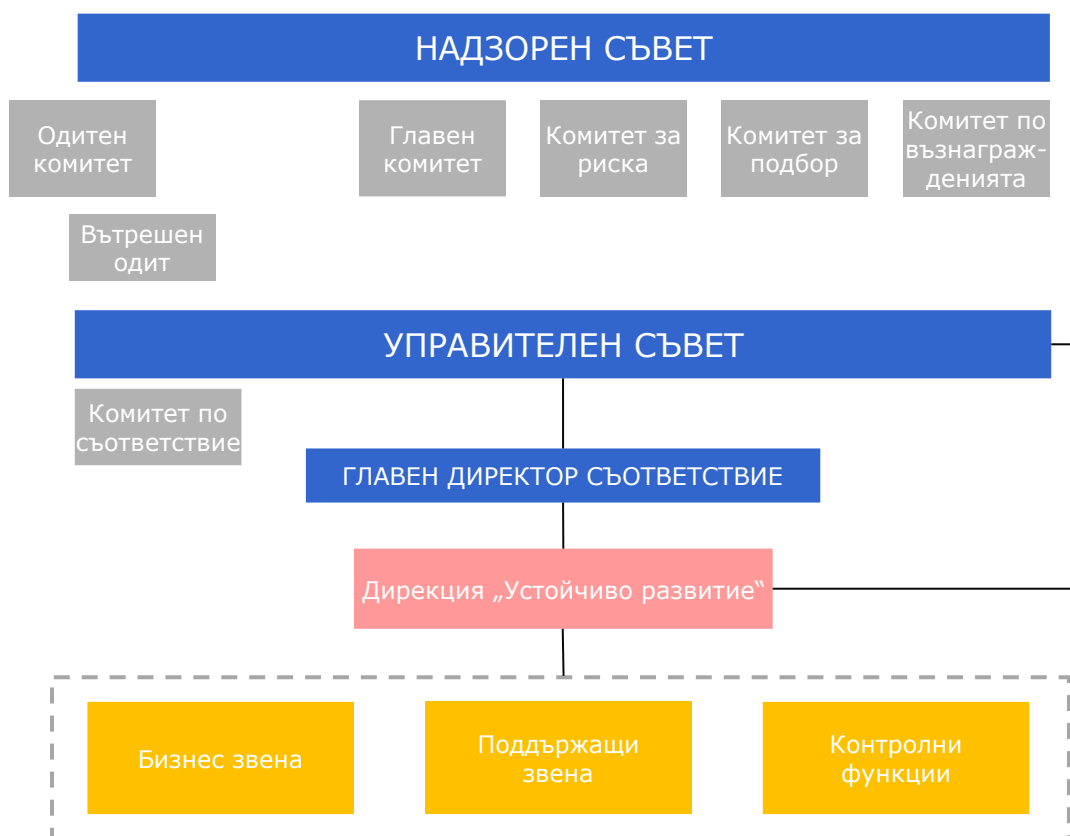 НАДЗОРЕН СЪВЕТ
Одитен
комитет
Главен
комитет
Комитет за
риска
Комитет за
подбор
Комитет по
възнаграж-
денията
Вътрешен
одит
УПРАВИТЕЛЕН СЪВЕТ
Комитет по
съответствие
ГЛАВЕН ДИРЕКТОР СЪОТВЕТСТВИЕ
Дирекция „Устойчиво развитие“
Бизнес звена
Поддържащи
звена
Контролни
функции